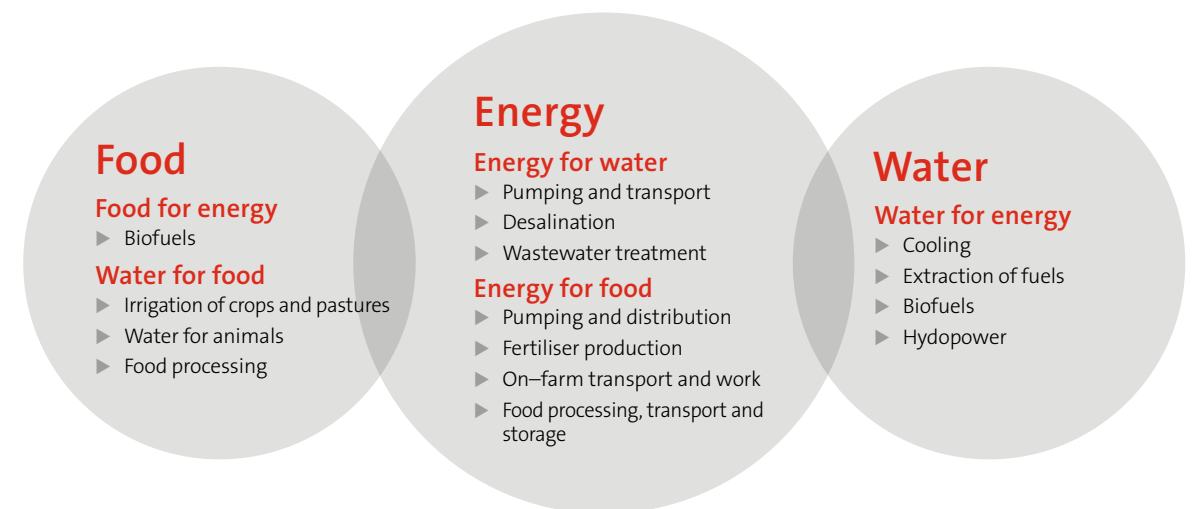 Food
Food for energy
Biofuels
Water for food
Irrigation of crops and pastures
Water for animals
Food processing
Energy
Energy for water
Pumping and transport
Desalination
Wastewater treatment
Energy for food
Pumping and distribution
Fertiliser production
On–farm transport and work
Food processing, transport and
storage
Water
Water for energy
Cooling
Extraction of fuels
Biofuels
Hydopower